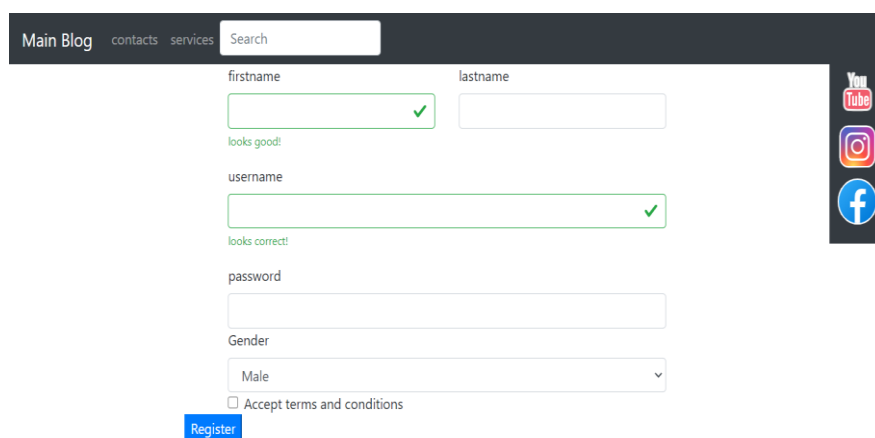 Main Blog contacts services Search
firstname lastname
looks good!
username
looks correct!
password
Gender
Male
Accept terms and conditions
Register
You
Tube